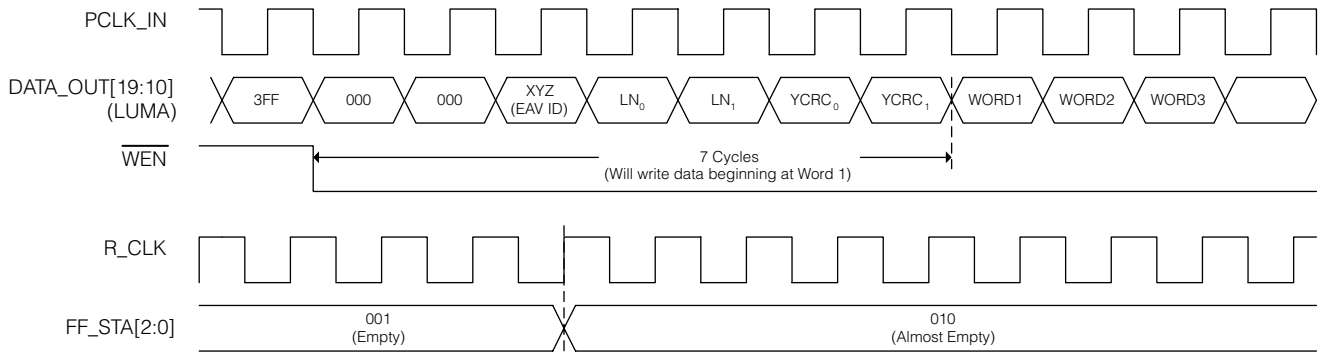 PCLK_IN
DATA_OUT[19:10]
(LUMA)
3FF
000
000
XYZ
(EAV ID)
LN0
LN1
YCRC0
YCRC1
WORD1
WORD2
WORD3
WEN
7 Cycles
(Will write data beginning at Word 1)
R_CLK
FF_STA[2:0]
001
(Empty)
010
(Almost Empty)